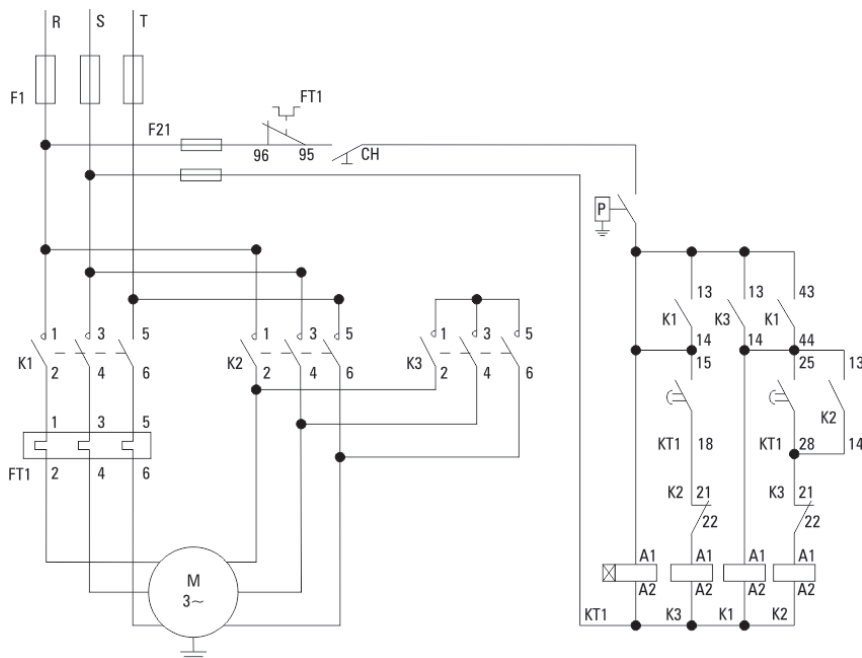 R S T
F1
FT1
F21
96 95 CH
P
13 13 43
1 3 5 1 3 5 1 3 5
K1 K3 K1
K1 K2 K3
14 14 44
2 4 6 2 4 6 2 4 6
15 25 13
K2
1 3 5
KT1 18 KT1 28 14
FT1
2 4 6
K2 21 K3 21
22 22
M
3~
A1 A1 A1 A1
A2 A2 A2 A2
KT1 K3 K1 K2